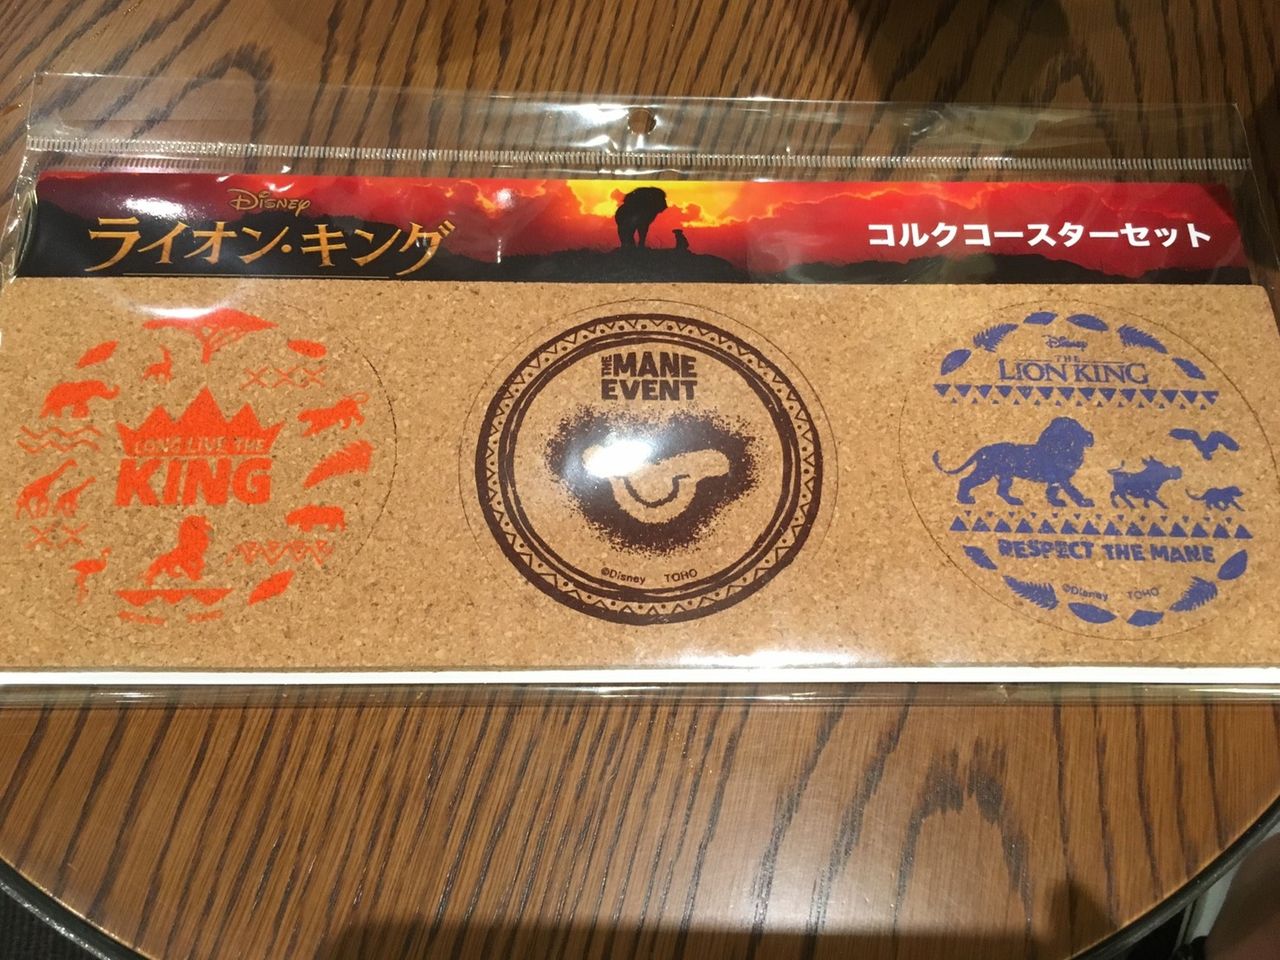 Disney
ライオン・キング
コルクコースターセット
LONG LIVE THE
KING
THE MANE
EVENT
©Disney TOHO
Disney
THE
LION KING
RESPECT THE MANE
©Disney TOHO